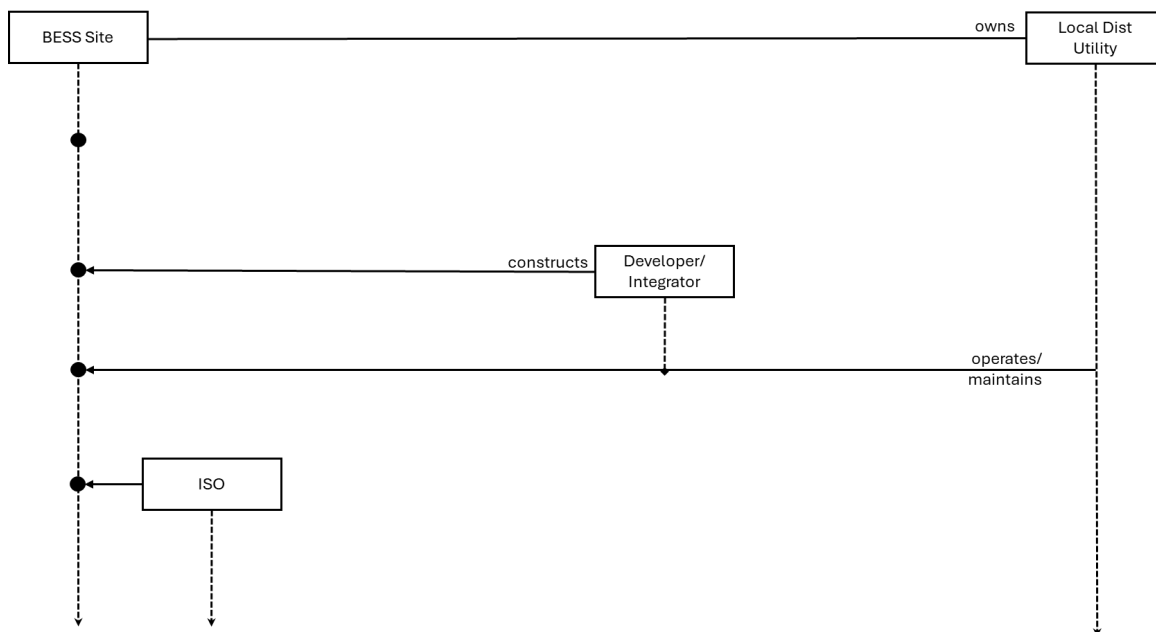 BESS Site
owns
Local Dist
Utility
constructs
Developer/
Integrator
operates/
maintains
ISO